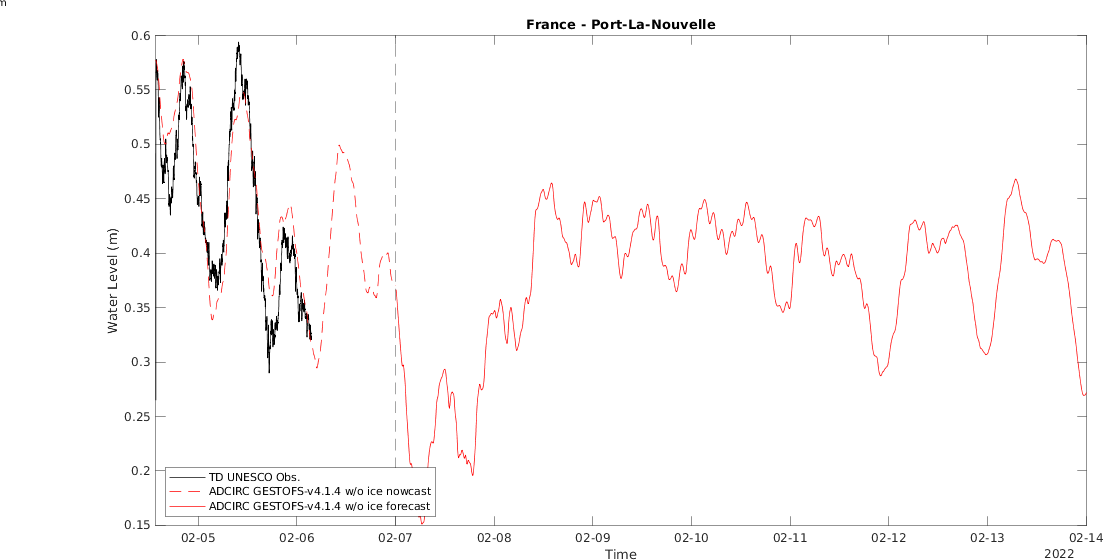 m
France - Port-La-Nouvelle
0.6
0.55
0.5
0.45
0.4
0.35
0.3
0.25
0.2
0.15
Water Level (m)
TD UNESCO Obs.
ADCIRC GESTOFS-v4.1.4 w/o ice nowcast
ADCIRC GESTOFS-v4.1.4 w/o ice forecast
02-05 02-06 02-07 02-08 02-09 02-10 02-11 02-12 02-13 02-14
Time
2022